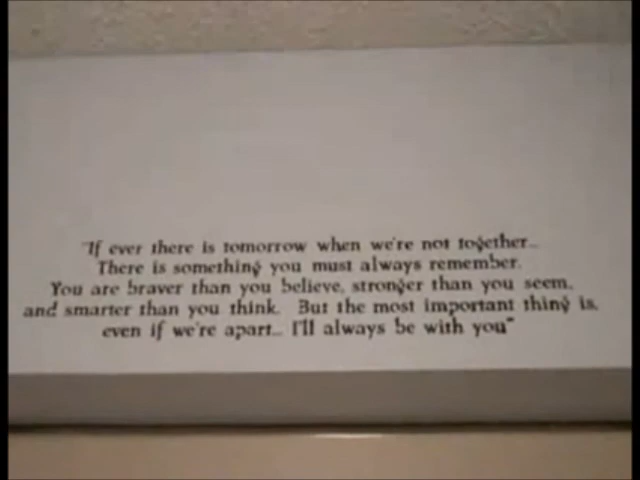 "If ever there is tomorrow when we're not together...
There is something you must always remember.
You are braver than you believe, stronger than you seem,
and smarter than you think. But the most important thing is,
even if we're apart... I'll always be with you"